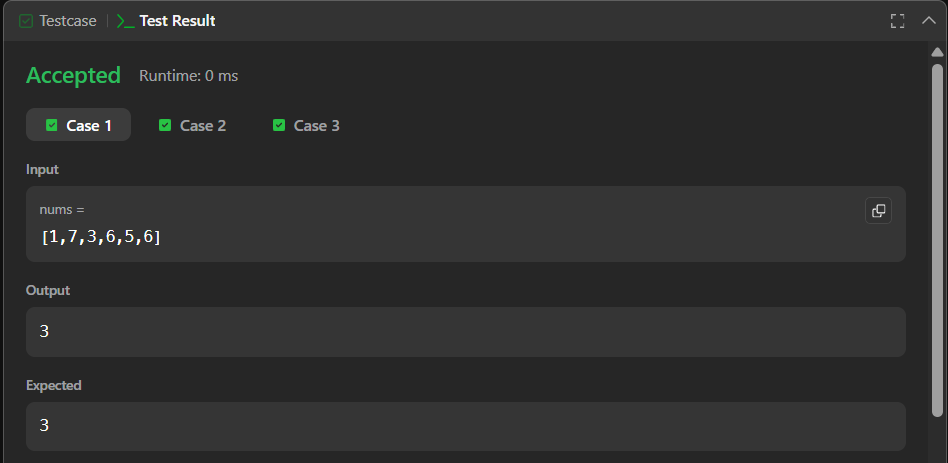 Testcase | >_ Test Result
Accepted Runtime: 0 ms
Case 1 Case 2 Case 3
Input
nums =
[1,7,3,6,5,6]
Output
3
Expected
3